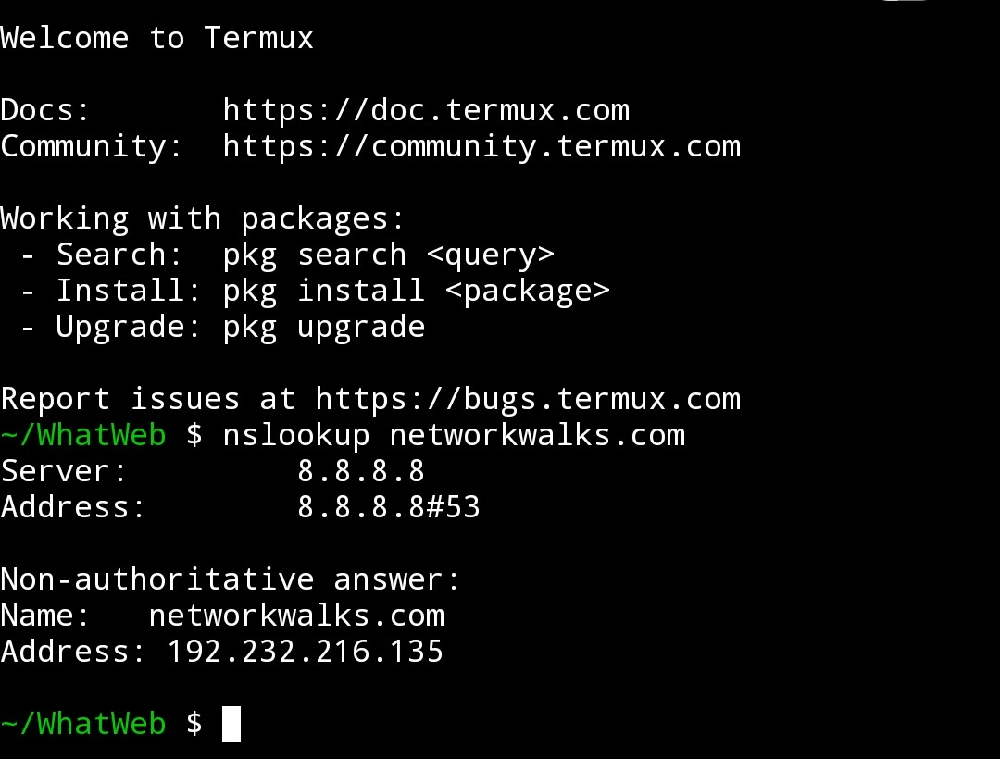 Welcome to Termux
Docs:       https://doc.termux.com
Community:  https://community.termux.com
Working with packages:
 - Search:  pkg search <query>
 - Install: pkg install <package>
 - Upgrade: pkg upgrade
Report issues at https://bugs.termux.com
~/WhatWeb $ nslookup networkwalks.com
Server:         8.8.8.8
Address:        8.8.8.8#53
Non-authoritative answer:
Name:   networkwalks.com
Address: 192.232.216.135
~/WhatWeb $